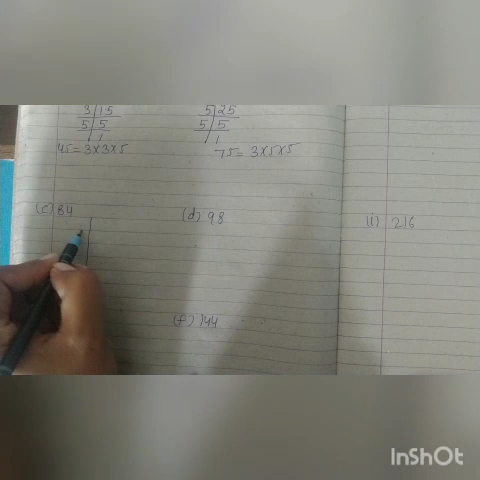 3 | 15    5 | 25
5 | 5    5 | 5
1    1
45 = 3×3×5    75 = 3×5×5
(c) 84    (d) 98    (i) 216
(f) 144
InShOt